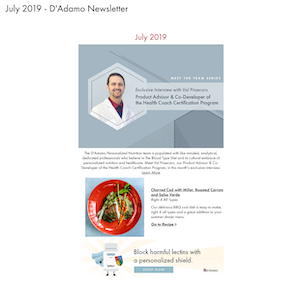 July 2019 - D'Adamo Newsletter
July 2019
MEET THE TEAM SERIES
Exclusive Interview with Val Piserceno
Product Advisor & Co-Developer of
the Health Coach Certification Program
The D'Adamo Personalized Nutrition team is populated with like-minded, analytical,
dedicated professionals who believe in The Blood Type Diet and its cultural embrace of
personalized nutrition and healthcare. Meet Val Piserceno, our Product Advisor & Co-
Developer of the Health Coach Certification Program, in this month's exclusive interview.
Learn More
Charred Cod with Millet, Roasted Carrots
and Salsa Verde
Right 4 All Types
Our delicious BBQ cod dish is easy to make,
right 4 all types and a great addition to your
summer dinner menu.
Go to Recipe >
Block harmful lectins with
a personalized shield.